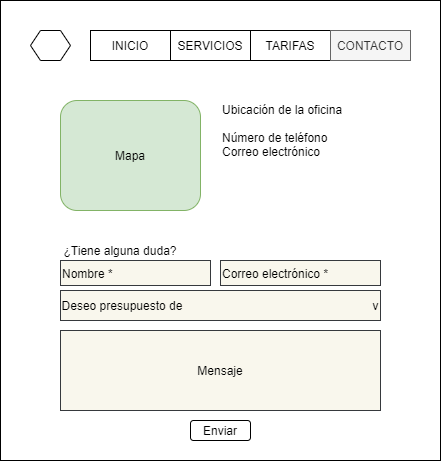 INICIO SERVICIOS TARIFAS CONTACTO
Mapa
Ubicación de la oficina
Número de teléfono
Correo electrónico
¿Tiene alguna duda?
Nombre * Correo electrónico *
Deseo presupuesto de v
Mensaje
Enviar